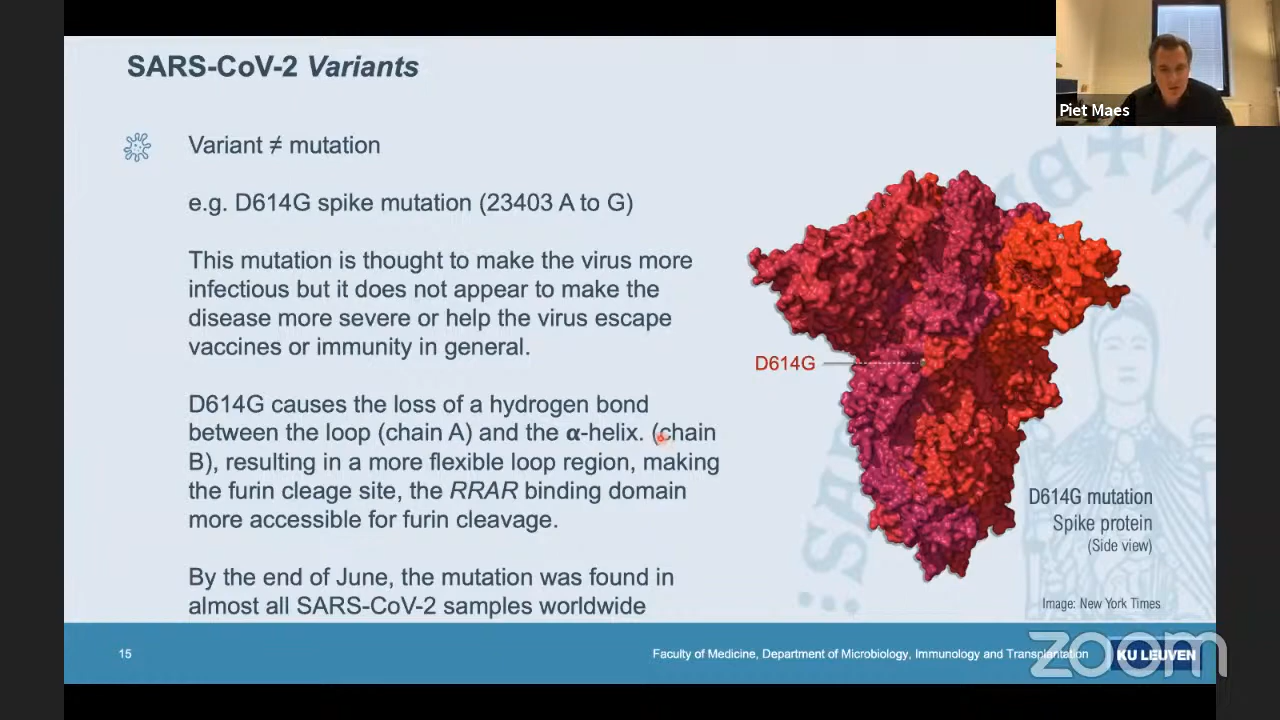 SARS-CoV-2 Variants
Piet Maes
Variant ≠ mutation
e.g. D614G spike mutation (23403 A to G)
This mutation is thought to make the virus more
infectious but it does not appear to make the
disease more severe or help the virus escape
vaccines or immunity in general.
D614G causes the loss of a hydrogen bond
between the loop (chain A) and the α-helix. (chain
B), resulting in a more flexible loop region, making
the furin cleage site, the RRAR binding domain
more accessible for furin cleavage.
By the end of June, the mutation was found in
almost all SARS-CoV-2 samples worldwide
D614G
D614G mutation
Spike protein
(Side view)
Image: New York Times
15
Faculty of Medicine, Department of Microbiology, Immunology and Transplantation
KU LEUVEN
zoom